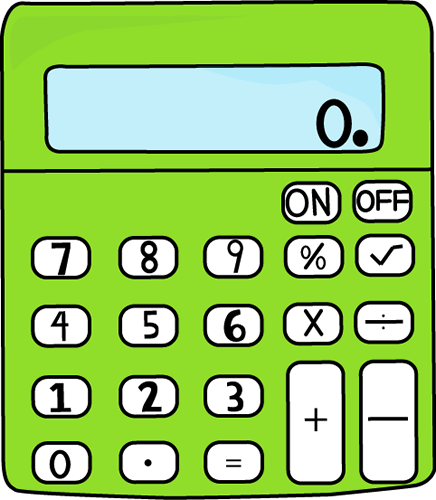 0.
ON OFF
7 8 9 % √
4 5 6 X ÷
1 2 3 + −
0 . =